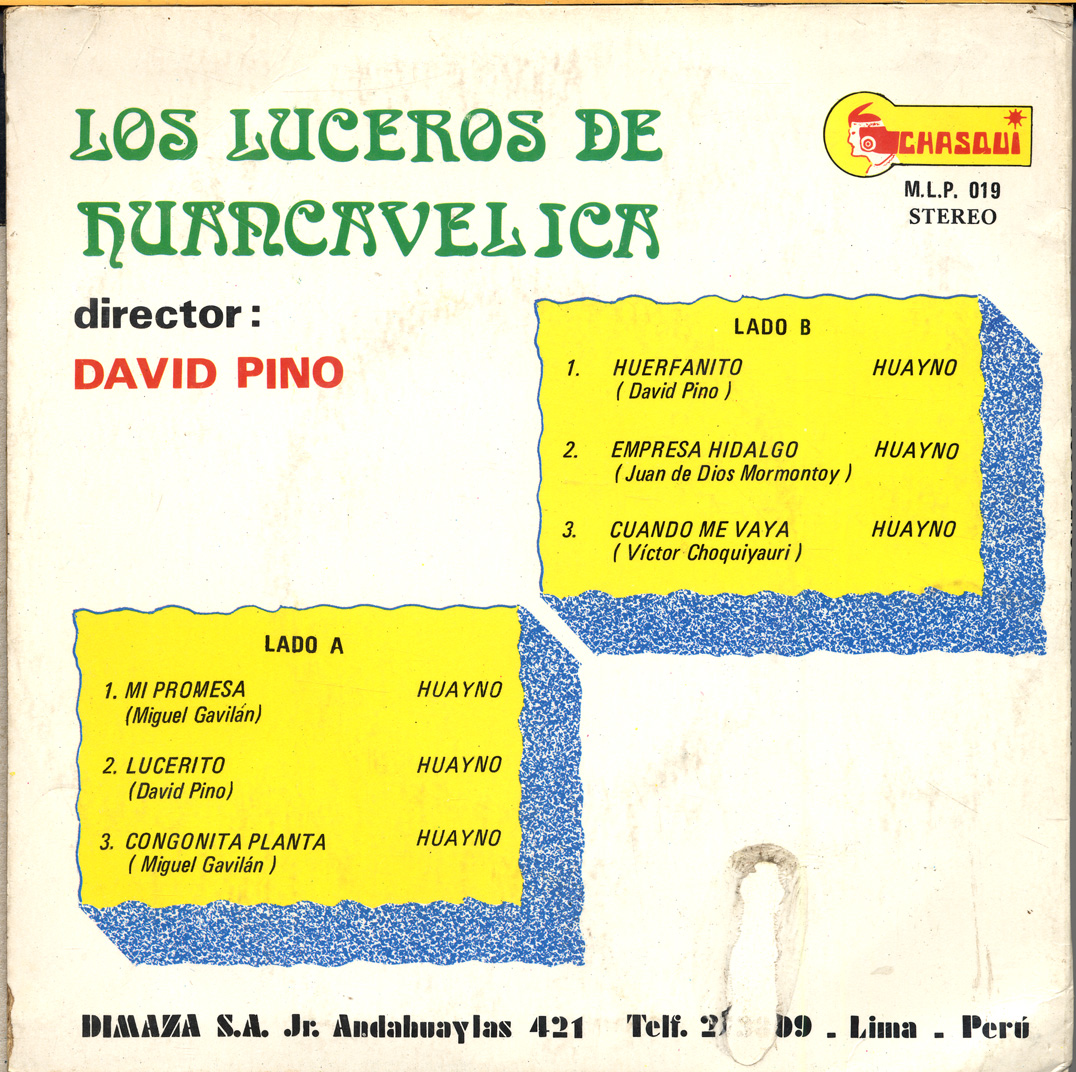 LOS LUCEROS DE
HUANCAVELICA
CHASQUI
M.L.P. 019
STEREO
director:
DAVID PINO
LADO B
1. HUERFANITO HUAYNO
( David Pino )
2. EMPRESA HIDALGO HUAYNO
( Juan de Dios Mormontoy )
3. CUANDO ME VAYA HUAYNO
( Víctor Choquiyauri )
LADO A
1. MI PROMESA HUAYNO
(Miguel Gavilán)
2. LUCERITO HUAYNO
(David Pino)
3. CONGONITA PLANTA HUAYNO
( Miguel Gavilán )
DIMAZA S.A. Jr. Andahuaylas 421 Telf. - Lima - Perú